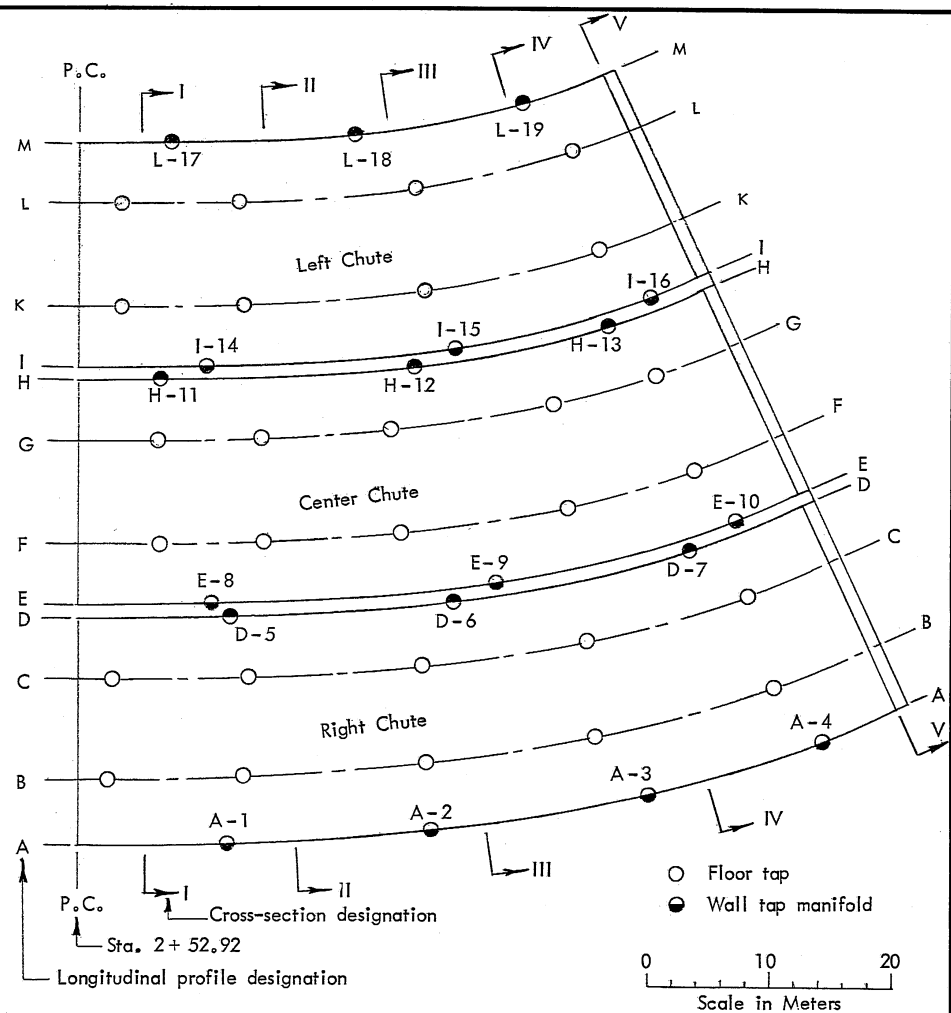 V
IV
M
III
P.C.
II
I
L-19
M
L-17
L-18
L
L
K
Left Chute
I
H
K
I-16
I-14
I-15
H-13
G
I
H
H-11
H-12
G
F
Center Chute
E
D
E-10
F
E-9
D-7
C
E-8
E
D
D-5
D-6
B
C
Right Chute
A
A-4
V
B
A-3
A-1
A-2
IV
A
III
Floor tap
I
II
Wall tap manifold
P.C.
Cross-section designation
Sta. 2+52.92
Longitudinal profile designation
0 10 20
Scale in Meters